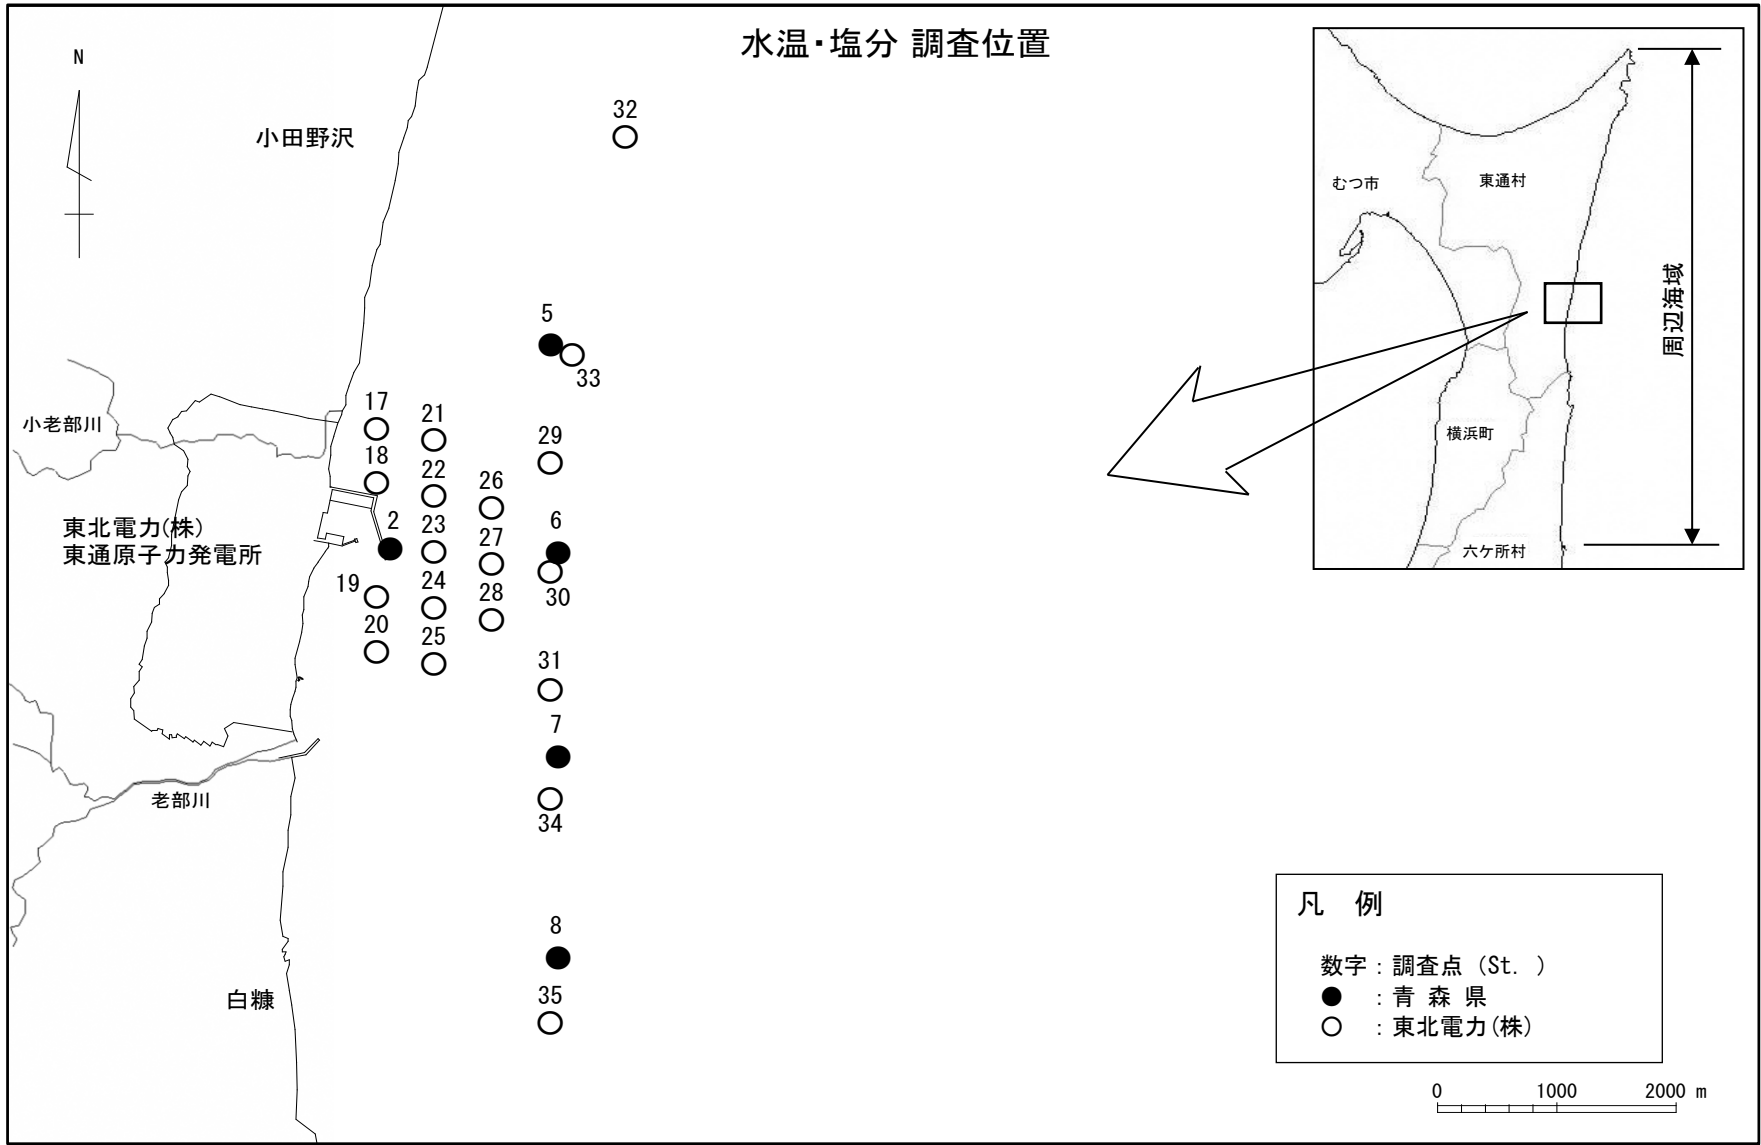 水温・塩分 調査位置
N
小田野沢
32
5
33
17
21
29
小老部川
18
22
26
2
23
27
6
東北電力(株)
東通原子力発電所
19
24
28
30
20
25
31
7
老部川
34
8
白糠
35
むつ市
東通村
周辺海域
横浜町
六ケ所村
凡 例
数字 : 調査点 (St. )
● : 青 森 県
○ : 東北電力(株)
0 1000 2000 m